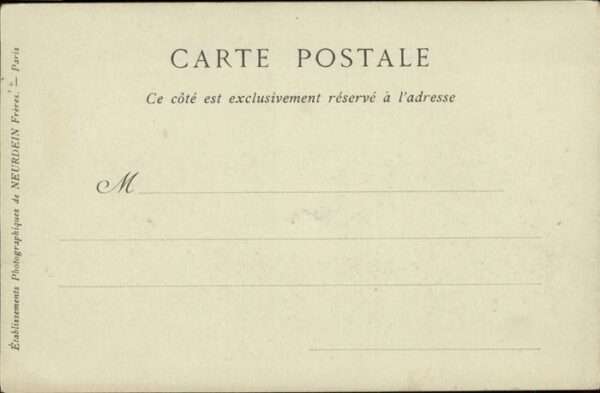 CARTE POSTALE
Ce côté est exclusivement réservé à l'adresse
M
Établissements Photographiques de NEURDEIN Frères. — Paris